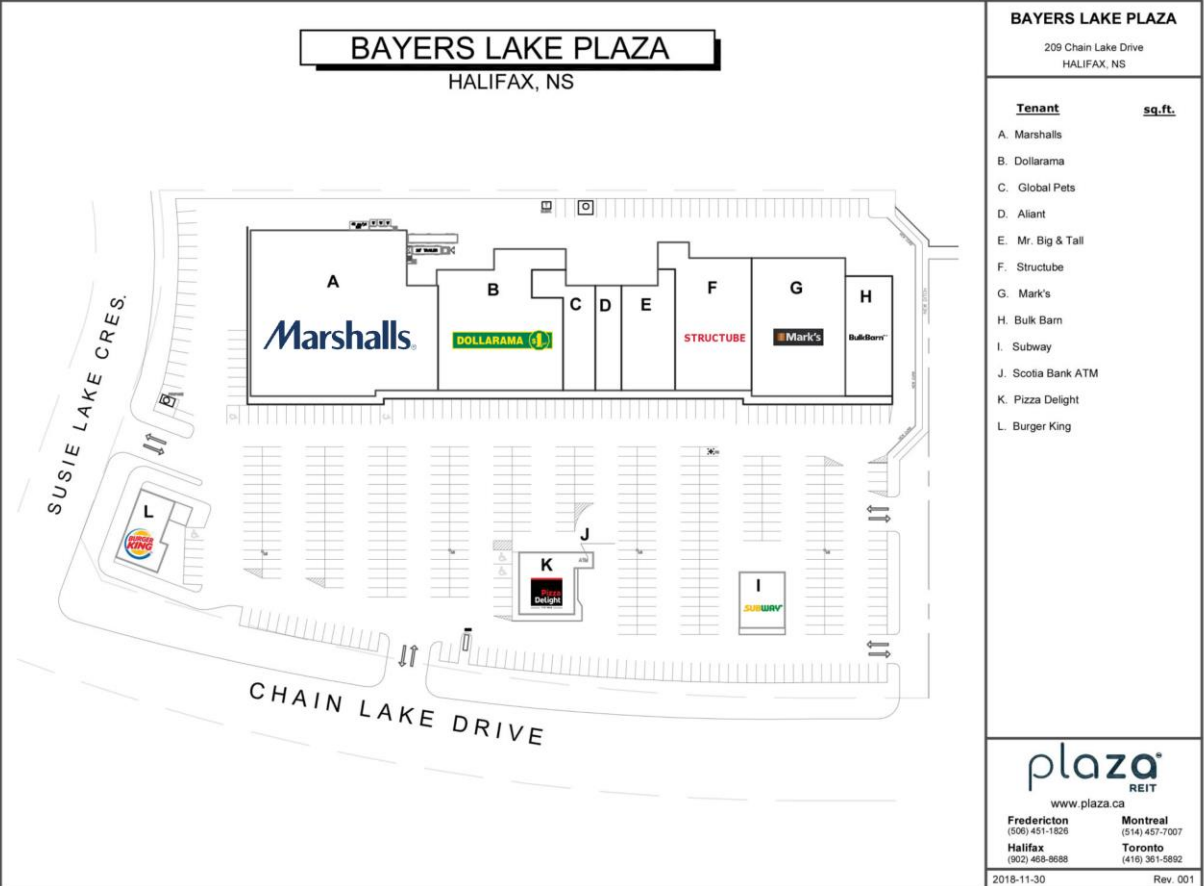 BAYERS LAKE PLAZA
HALIFAX, NS
A
Marshalls
B
DOLLARAMA $1
C
D
E
F
STRUCTUBE
G
Mark's
H
BulkBarn
SUSIE LAKE CRES.
L
BURGER KING
J
ATM
K
Pizza Delight
I
SUBWAY
CHAIN LAKE DRIVE
BAYERS LAKE PLAZA
209 Chain Lake Drive
HALIFAX, NS
Tenant sq.ft.
A. Marshalls
B. Dollarama
C. Global Pets
D. Aliant
E. Mr. Big & Tall
F. Structube
G. Mark's
H. Bulk Barn
I. Subway
J. Scotia Bank ATM
K. Pizza Delight
L. Burger King
plaza
REIT
www.plaza.ca
Fredericton Montreal
(506) 451-1826 (514) 457-7007
Halifax Toronto
(902) 468-8688 (416) 361-5892
2018-11-30 Rev. 001